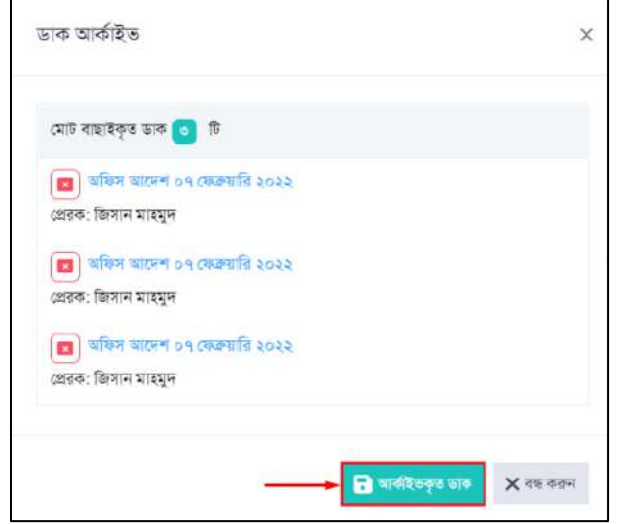 ডাক আর্কাইভ
মোট বাছাইকৃত ডাক ৩ টি
অফিস আদেশ ০৭ ফেব্রুয়ারি ২০২২
প্রেরক: জিসান মাহমুদ
অফিস আদেশ ০৭ ফেব্রুয়ারি ২০২২
প্রেরক: জিসান মাহমুদ
অফিস আদেশ ০৭ ফেব্রুয়ারি ২০২২
প্রেরক: জিসান মাহমুদ
আর্কাইভকৃত ডাক
বন্ধ করুন